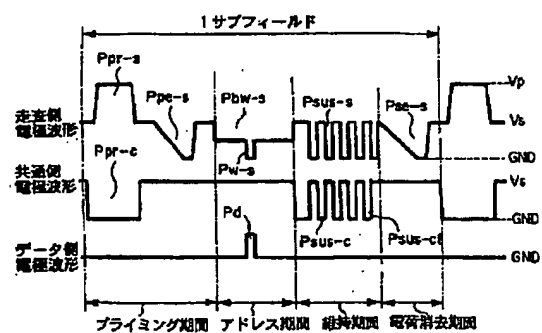 1サブフィールド
Ppr-s
Vp
Ppe-s
Pbw-s
Psus-s
Pse-s
走査側
電極波形
Vs
Pw-s
GND
Ppr-c
共通側
電極波形
Vs
Pd
GND
Psus-c
Psus-cf
データ側
電極波形
GND
プライミング期間
アドレス期間
維持期間
電荷消去期間